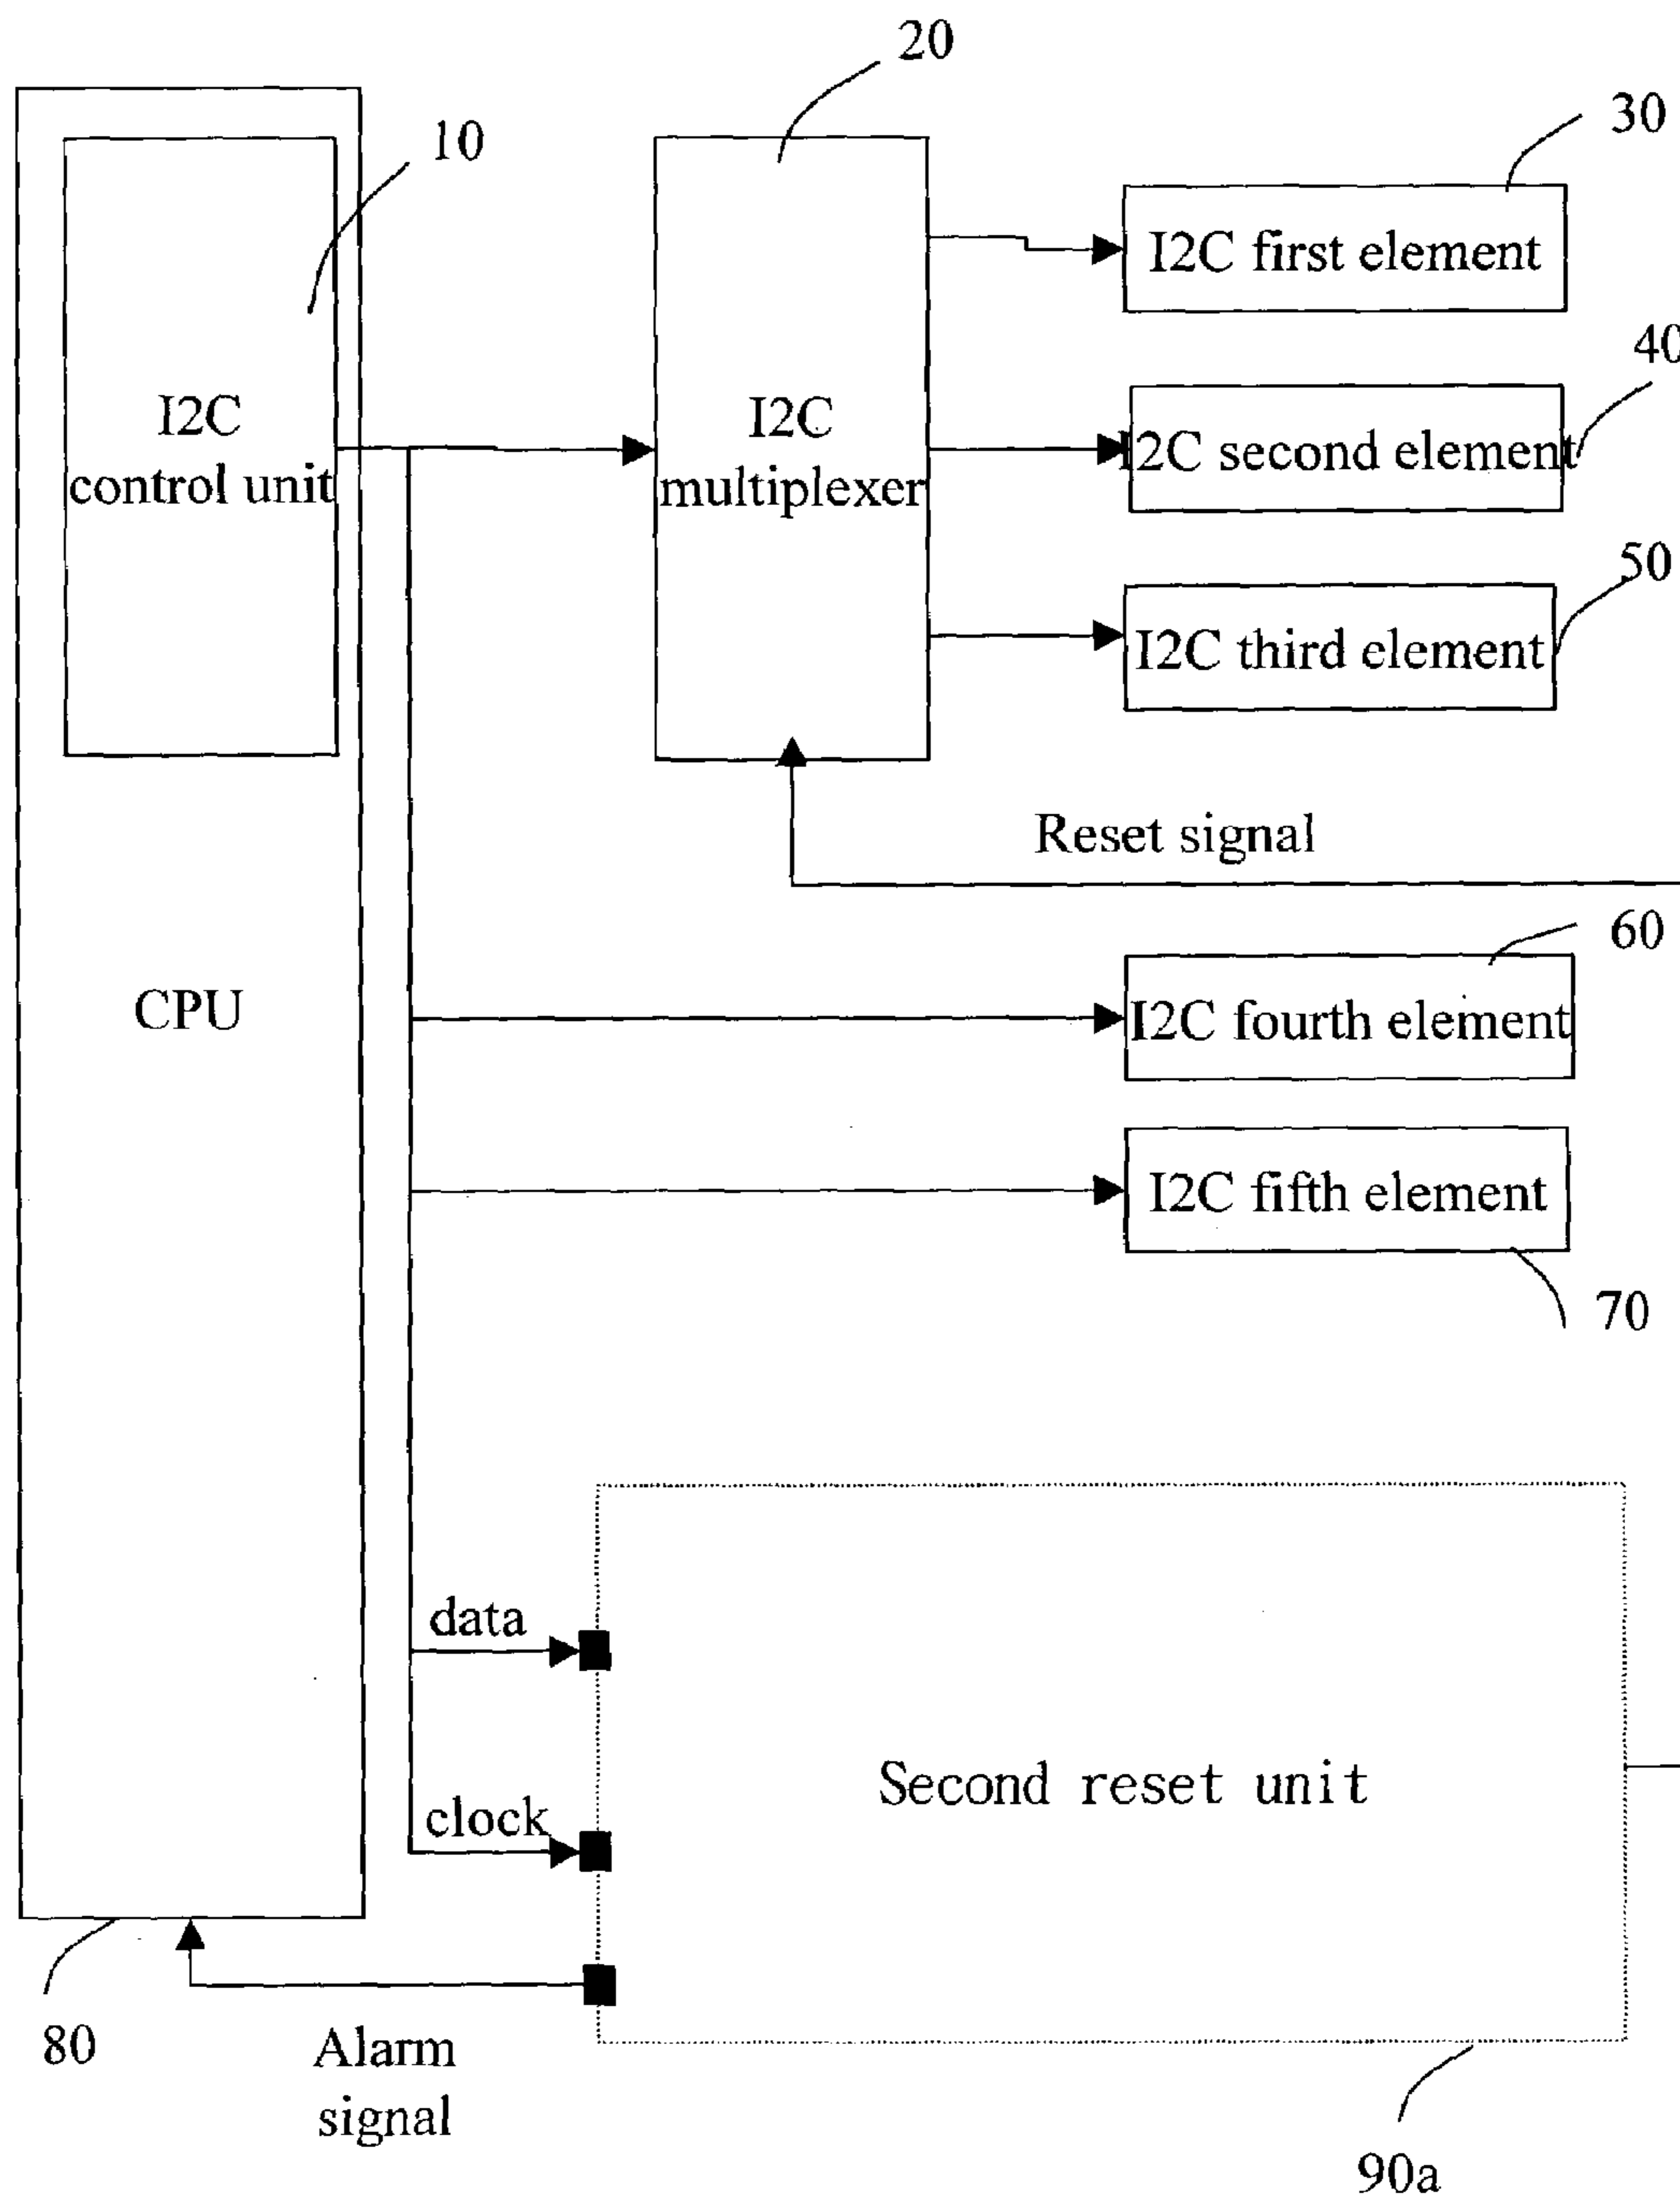 20
10
30
I2C first element
40
I2C
control unit
I2C
multiplexer
I2C second element
50
I2C third element
Reset signal
60
CPU
I2C fourth element
I2C fifth element
70
data
Second reset unit
clock
80
Alarm
signal
90a